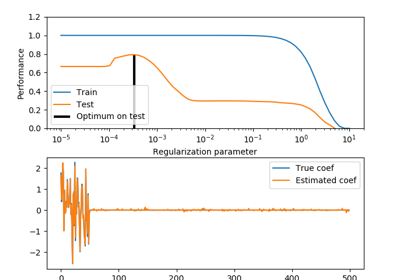 1.2
1.0
0.8
0.6
0.4
0.2
0.0
Performance
Train
Test
Optimum on test
10⁻⁵ 10⁻⁴ 10⁻³ 10⁻² 10⁻¹ 10⁰ 10¹
Regularization parameter
2
1
0
−1
−2
True coef
Estimated coef
0 100 200 300 400 500